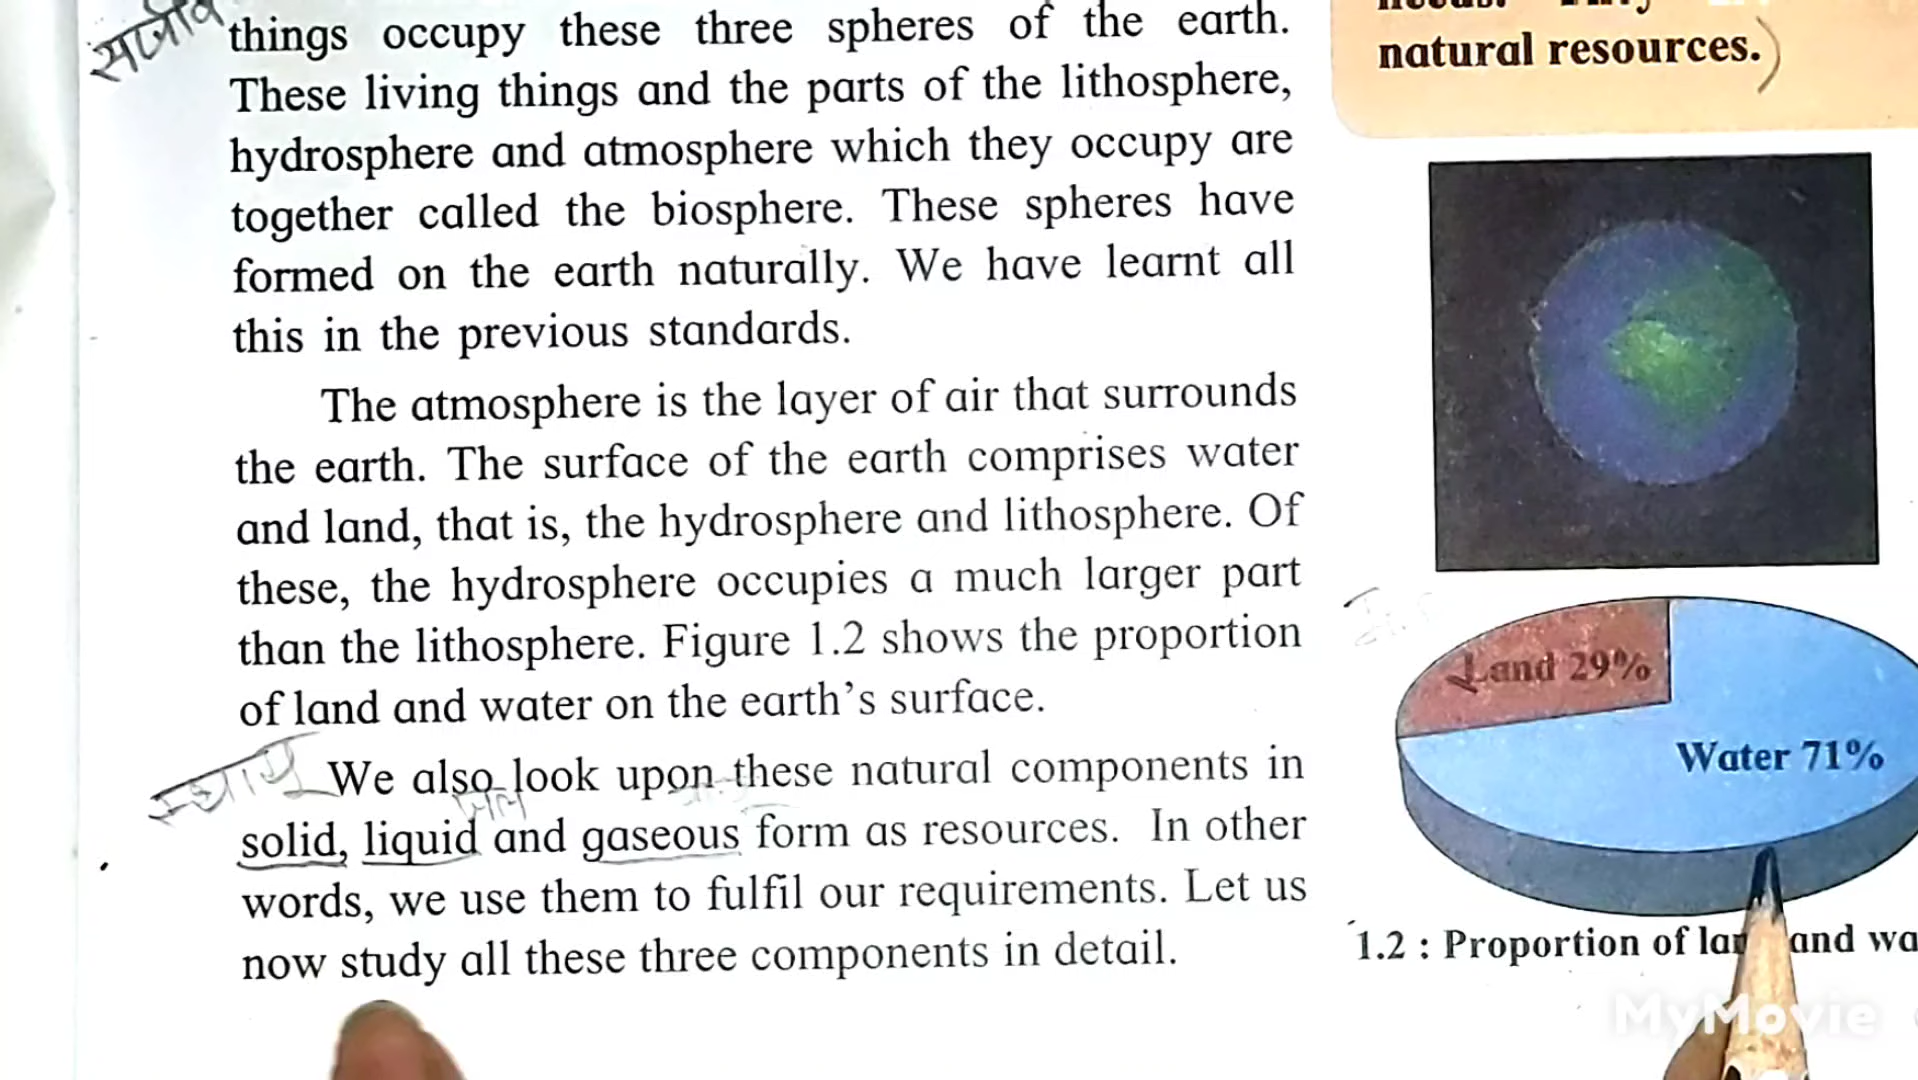 सजीव
things occupy these three spheres of the earth.
These living things and the parts of the lithosphere,
hydrosphere and atmosphere which they occupy are
together called the biosphere. These spheres have
formed on the earth naturally. We have learnt all
this in the previous standards.
The atmosphere is the layer of air that surrounds
the earth. The surface of the earth comprises water
and land, that is, the hydrosphere and lithosphere. Of
these, the hydrosphere occupies a much larger part
than the lithosphere. Figure 1.2 shows the proportion
of land and water on the earth's surface.
We also look upon these natural components in
solid, liquid and gaseous form as resources. In other
words, we use them to fulfil our requirements. Let us
now study all these three components in detail.
natural resources.)
Land 29%
Water 71%
1.2 : Proportion of and
MyMovie